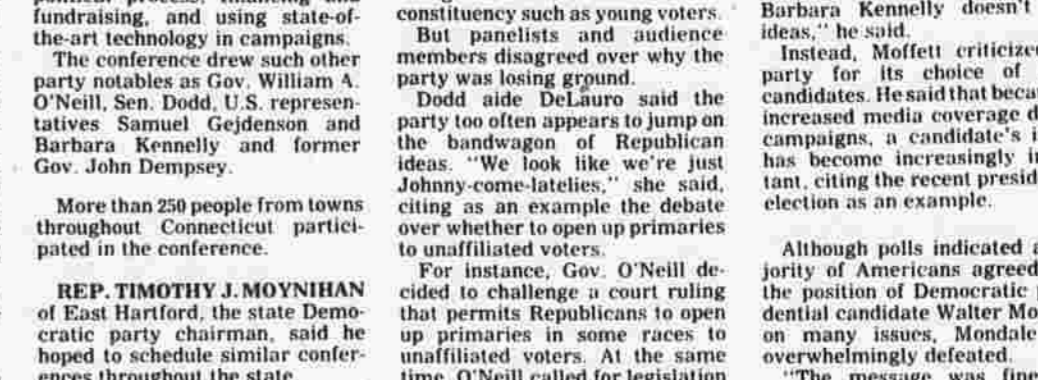 fundraising, and using state-of-
the-art technology in campaigns.
The conference drew such other
party notables as Gov. William A.
O'Neill, Sen. Dodd, U.S. represen-
tatives Samuel Gejdenson and
Barbara Kennelly and former
Gov. John Dempsey.
More than 250 people from towns
throughout Connecticut partici-
pated in the conference.
REP. TIMOTHY J. MOYNIHAN
of East Hartford, the state Demo-
cratic party chairman, said he
hoped to schedule similar confer-
ences throughout the state.
constituency such as young voters.
But panelists and audience
members disagreed over why the
party was losing ground.
Dodd aide DeLauro said the
party too often appears to jump on
the bandwagon of Republican
ideas. "We look like we're just
Johnny-come-latelies," she said,
citing as an example the debate
over whether to open up primaries
to unaffiliated voters.
For instance, Gov. O'Neill de-
cided to challenge a court ruling
that permits Republicans to open
up primaries in some races to
unaffiliated voters. At the same
time, O'Neill called for legislation
Barbara Kennelly doesn't
ideas," he said.
Instead, Moffett criticize
party for its choice of
candidates. He said that beca
increased media coverage d
campaigns, a candidate's i
has become increasingly i
tant, citing the recent presid
election as an example.
Although polls indicated a
jority of Americans agreed
the position of Democratic
dential candidate Walter Mo
on many issues, Mondale
overwhelmingly defeated.
"The message was fine